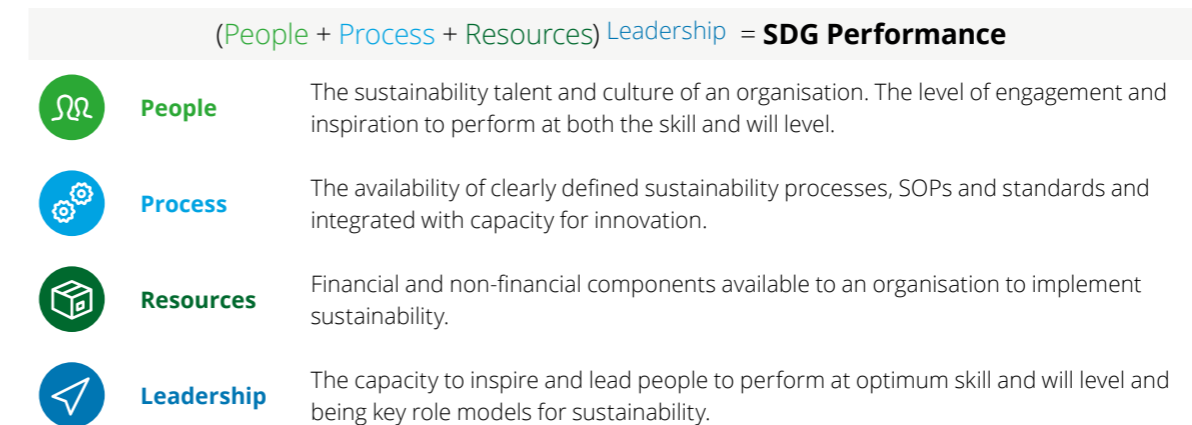 (People + Process + Resources) Leadership = SDG Performance
People
The sustainability talent and culture of an organisation. The level of engagement and
inspiration to perform at both the skill and will level.
Process
The availability of clearly defined sustainability processes, SOPs and standards and
integrated with capacity for innovation.
Resources
Financial and non-financial components available to an organisation to implement
sustainability.
Leadership
The capacity to inspire and lead people to perform at optimum skill and will level and
being key role models for sustainability.